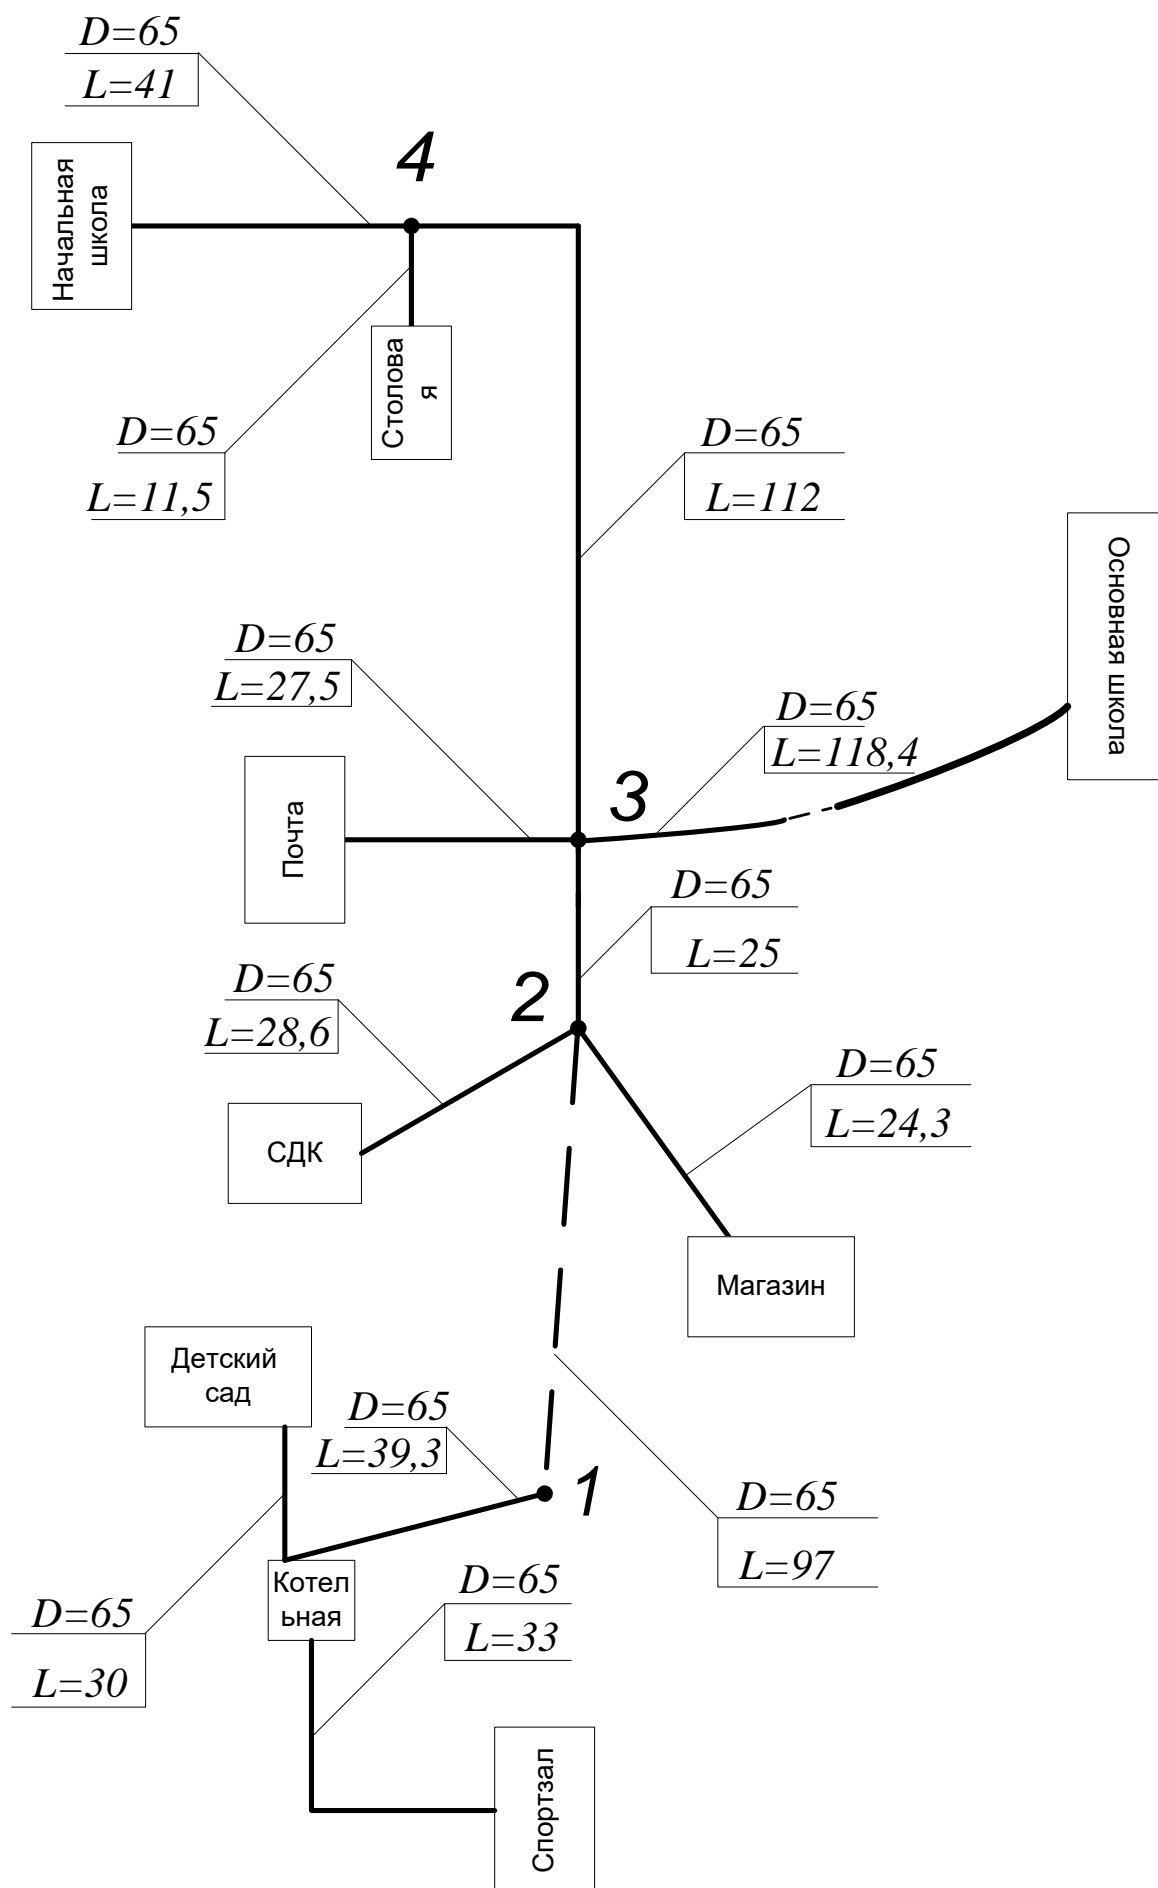 D=65
L=41
4
Начальная
школа
Столова
я
D=65
L=11,5
D=65
L=112
Основная школа
D=65
L=27,5
D=65
L=118,4
3
Почта
D=65
L=25
2
D=65
L=28,6
D=65
L=24,3
СДК
Магазин
Детский
сад
D=65
L=39,3
1
D=65
L=97
Котел
ьная
D=65
L=33
D=65
L=30
Спортзал